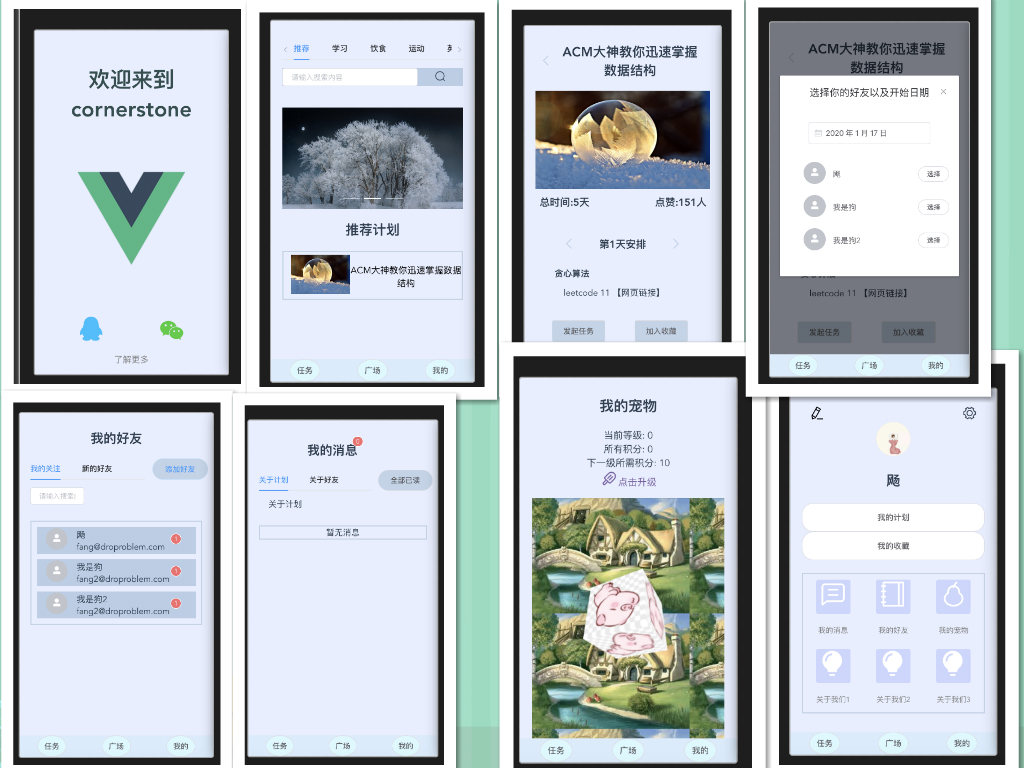 欢迎来到
cornerstone
了解更多
推荐 学习 饮食 运动
请输入搜索内容
推荐计划
ACM大神教你迅速掌握数据
结构
任务 广场 我的
ACM大神教你迅速掌握
数据结构
总时间:5天 点赞:151人
第1天安排
贪心算法
leetcode 11 【网页链接】
发起任务 加入收藏
ACM大神教你迅速掌握
数据结构
选择你的好友以及开始日期
2020 年 1 月 17 日
选择
我是狗 选择
我是狗2 选择
leetcode 11 【网页链接】
发起任务 加入收藏
任务 广场 我的
我的好友
我的关注 新的好友 添加好友
请输入搜索
fang@droproblem.com 1
我是狗
fang2@droproblem.com 1
我是狗2
fang2@droproblem.com 1
任务 广场 我的
我的消息
关于计划 关于好友 全部已读
关于计划
暂无消息
任务 广场 我的
我的宠物
当前等级: 0
所有积分: 0
下一级所需积分: 10
点击升级
任务 广场 我的
我的计划
我的收藏
我的消息 我的好友 我的宠物
关于我们1 关于我们2 关于我们3
任务 广场 我的